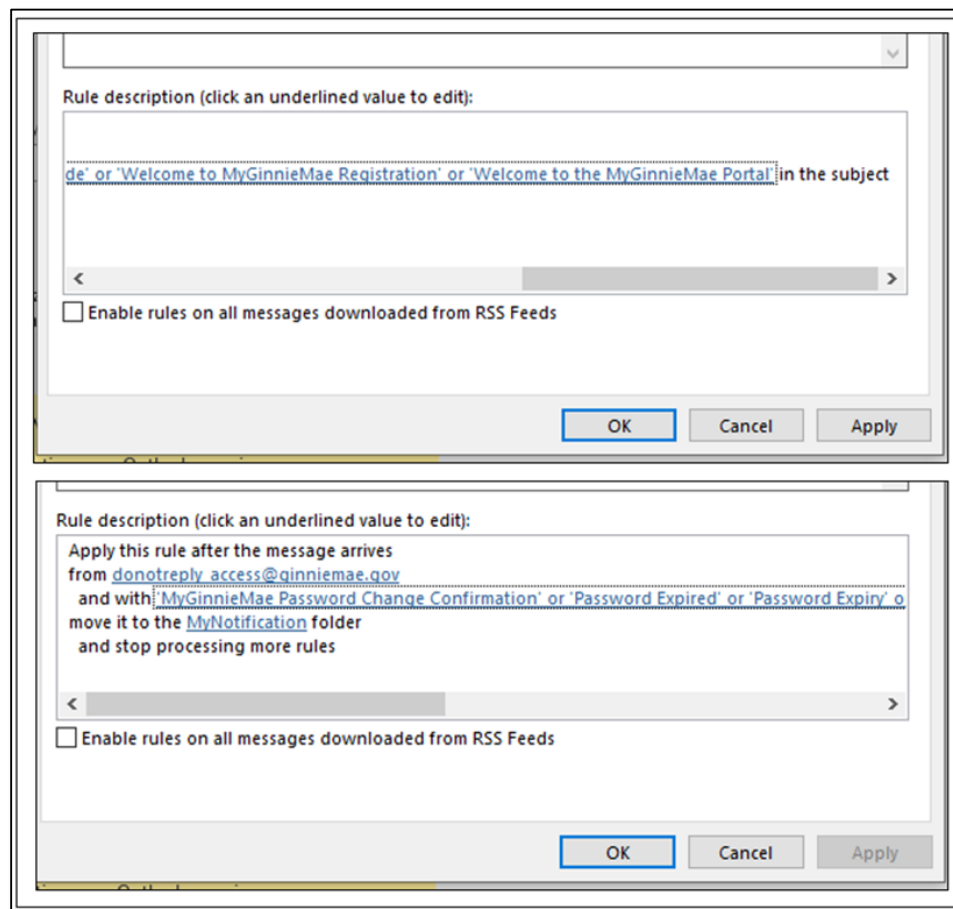 Rule description (click an underlined value to edit):
de' or 'Welcome to MyGinnieMae Registration' or 'Welcome to the MyGinnieMae Portal' in the subject
Enable rules on all messages downloaded from RSS Feeds
OK Cancel Apply
Rule description (click an underlined value to edit):
Apply this rule after the message arrives
from donotreply_access@ginniemae.gov
and with 'MyGinnieMae Password Change Confirmation' or 'Password Expired' or 'Password Expiry' o
move it to the MyNotification folder
and stop processing more rules
Enable rules on all messages downloaded from RSS Feeds
OK Cancel Apply